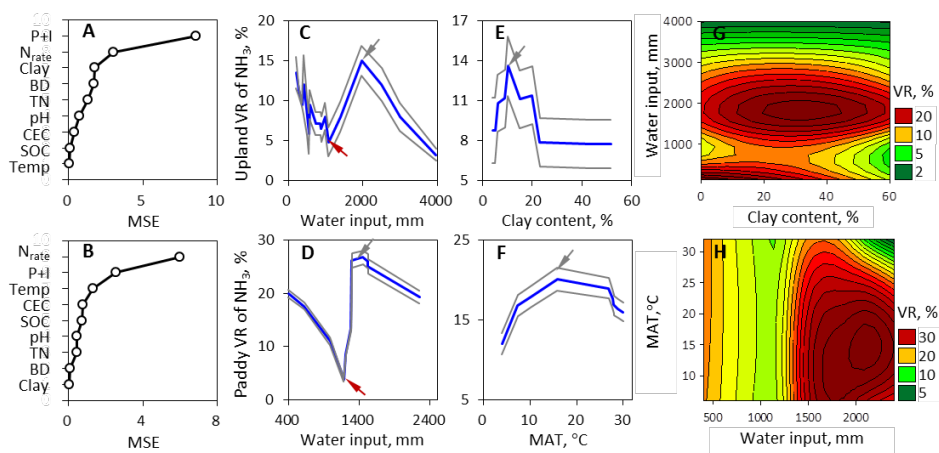 A
P+I
N_rate
Clay
BD
TN
pH
CEC
SOC
Temp
0 5 10
MSE
C
Upland VR of NH₃, %
20
15
10
5
0
0 1000 2000 3000 4000
Water input, mm
E
17
14
11
8
5
0 20 40 60
Clay content, %
G
Water input, mm
4000
3000
2000
1000
0 20 40 60
Clay content, %
VR, %
20
10
5
2
B
N_rate
P+I
Temp
CEC
SOC
pH
TN
BD
Clay
0 4 8
MSE
D
Paddy VR of NH₃, %
30
20
10
0
400 1400 2400
Water input, mm
F
25
15
5
0 10 20 30
MAT, °C
H
MAT,°C
30
25
20
15
10
500 1000 1500 2000
Water input, mm
VR, %
30
20
10
5